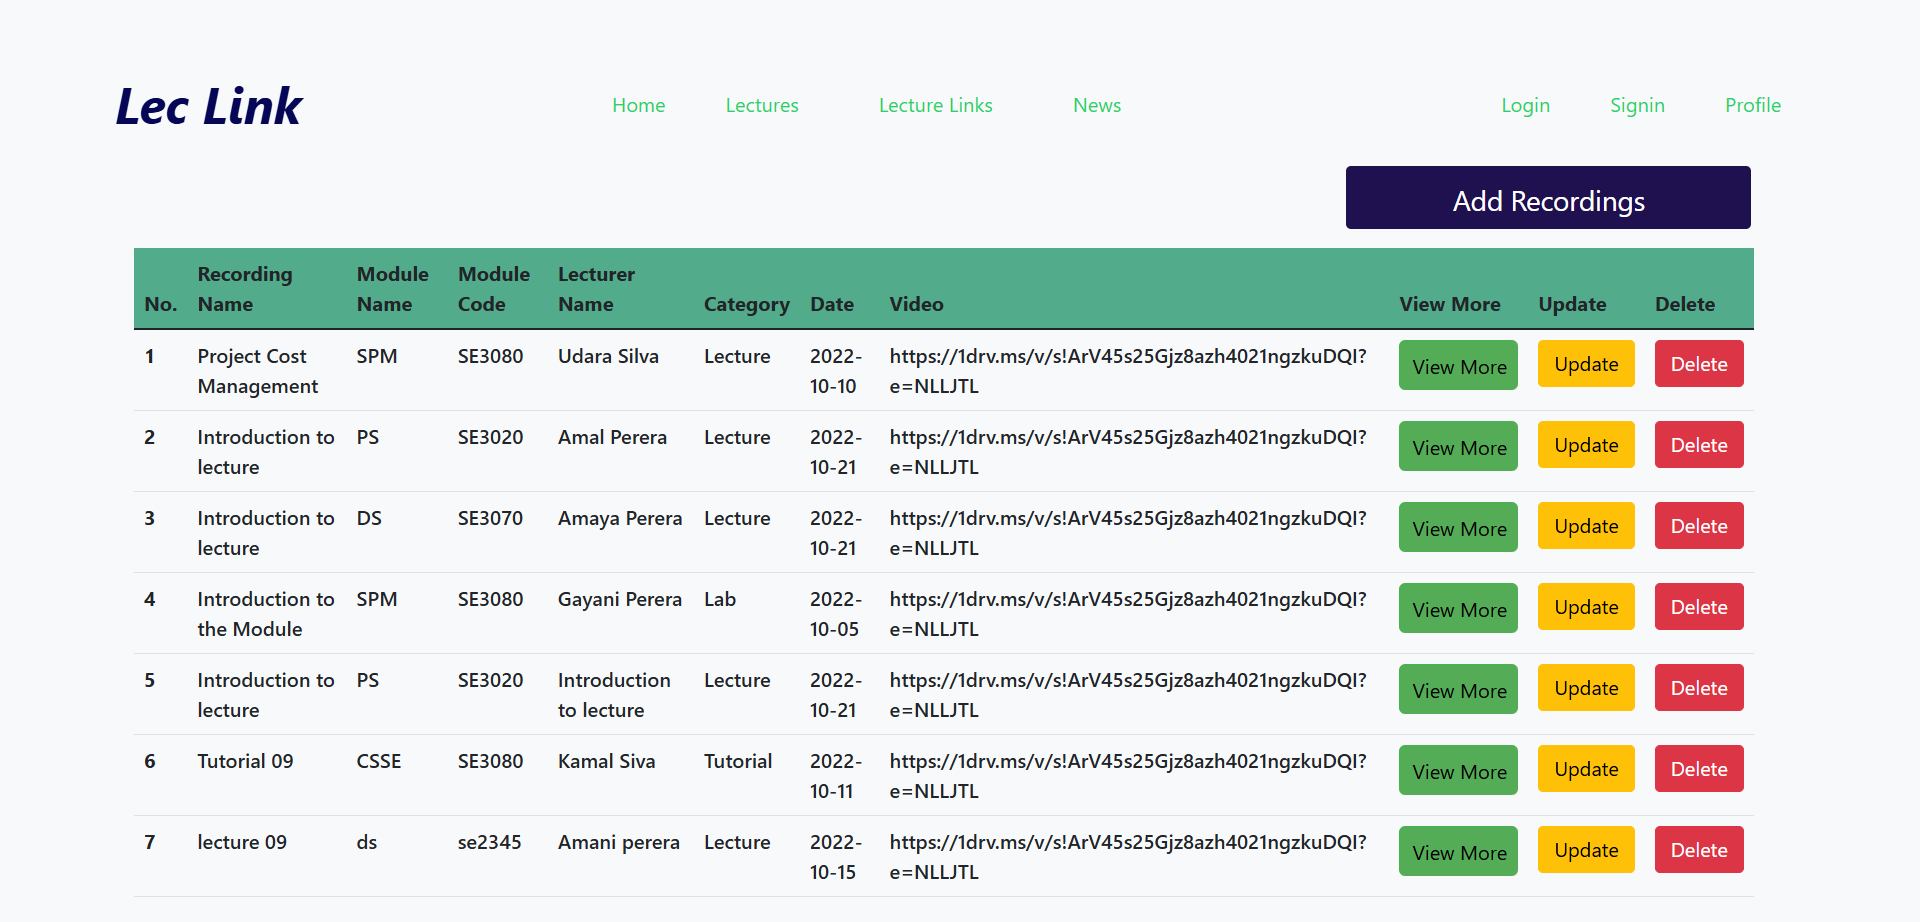 Lec Link
Home Lectures Lecture Links News Login Signin Profile
Add Recordings
No. Recording Name Module Name Module Code Lecturer Name Category Date Video View More Update Delete
1 Project Cost Management SPM SE3080 Udara Silva Lecture 2022-10-10 https://1drv.ms/v/s!ArV45s25Gjz8azh4021ngzkuDQI?e=NLLJTL View More Update Delete
2 Introduction to lecture PS SE3020 Amal Perera Lecture 2022-10-21 https://1drv.ms/v/s!ArV45s25Gjz8azh4021ngzkuDQI?e=NLLJTL View More Update Delete
3 Introduction to lecture DS SE3070 Amaya Perera Lecture 2022-10-21 https://1drv.ms/v/s!ArV45s25Gjz8azh4021ngzkuDQI?e=NLLJTL View More Update Delete
4 Introduction to the Module SPM SE3080 Gayani Perera Lab 2022-10-05 https://1drv.ms/v/s!ArV45s25Gjz8azh4021ngzkuDQI?e=NLLJTL View More Update Delete
5 Introduction to lecture PS SE3020 Introduction to lecture Lecture 2022-10-21 https://1drv.ms/v/s!ArV45s25Gjz8azh4021ngzkuDQI?e=NLLJTL View More Update Delete
6 Tutorial 09 CSSE SE3080 Kamal Siva Tutorial 2022-10-11 https://1drv.ms/v/s!ArV45s25Gjz8azh4021ngzkuDQI?e=NLLJTL View More Update Delete
7 lecture 09 ds se2345 Amani perera Lecture 2022-10-15 https://1drv.ms/v/s!ArV45s25Gjz8azh4021ngzkuDQI?e=NLLJTL View More Update Delete